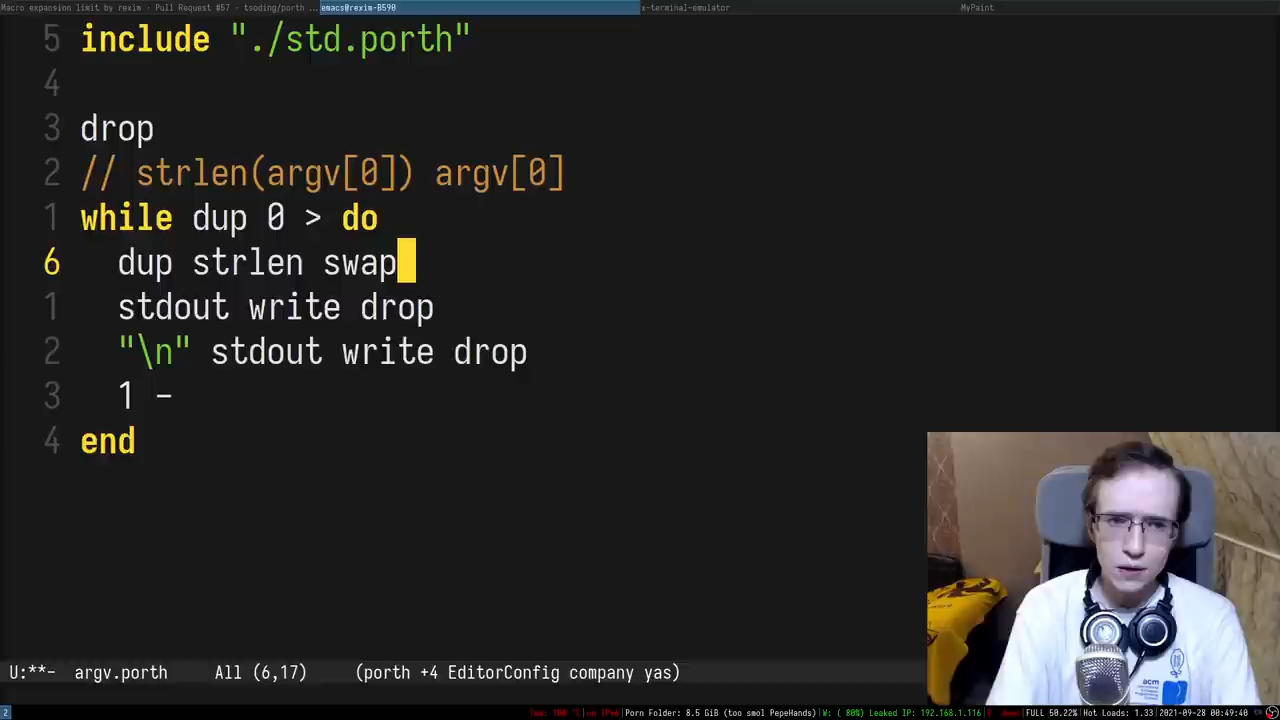 Macro expansion limit by rexim · Pull Request #57 · tsoding/porth ...
emacs@rexim-B590
x-terminal-emulator
MyPaint
5 include "./std.porth"
4
3 drop
2 // strlen(argv[0]) argv[0]
1 while dup 0 > do
6 dup strlen swap
1 stdout write drop
2 "\n" stdout write drop
3 1 -
4 end
acm
U:**- argv.porth All (6,17) (porth +4 EditorConfig company yas)
2
Porn Folder: 8.5 GiB (too smol PepeHands)|W: ( 80%) Leaked IP: 192.168.1.116|
FULL 50.22%|Hot Loads: 1.33|2021-09-28 00:49:40